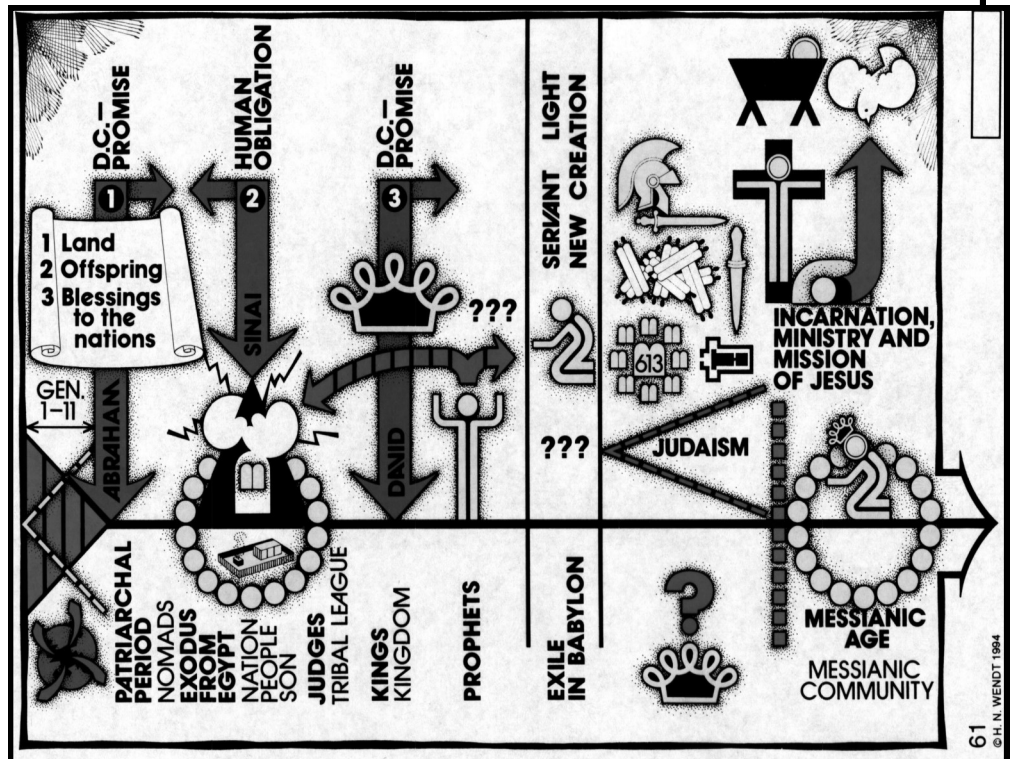 D.C.—
PROMISE
1
1 Land
2 Offspring
3 Blessings
to the
nations
GEN.
1–11
ABRAHAN
HUMAN
OBLIGATION
2
SINAI
D.C.—
PROMISE
3
DAVID
???
SERVANT LIGHT
NEW CREATION
???
613
JUDAISM
INCARNATION,
MINISTRY AND
MISSION
OF JESUS
PATRIARCHAL
PERIOD
NOMADS
EXODUS
FROM
EGYPT
NATION
PEOPLE
SON
JUDGES
TRIBAL LEAGUE
KINGS
KINGDOM
PROPHETS
EXILE
IN BABYLON
?
MESSIANIC
AGE
MESSIANIC
COMMUNITY
61
© H. N. WENDT 1994